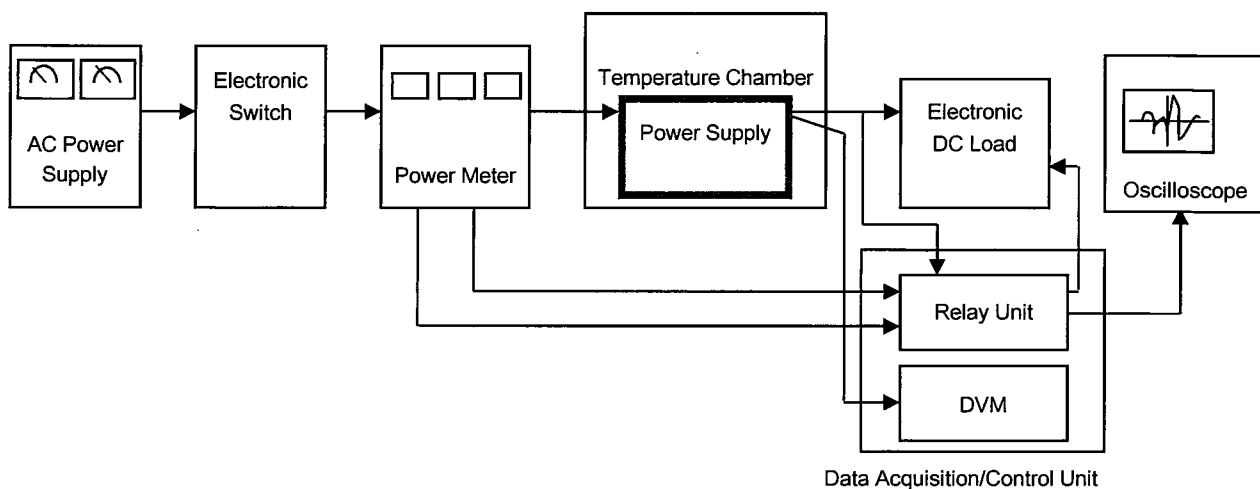 AC Power
Supply
Electronic
Switch
Power Meter
Temperature Chamber
Power Supply
Electronic
DC Load
Oscilloscope
Relay Unit
DVM
Data Acquisition/Control Unit